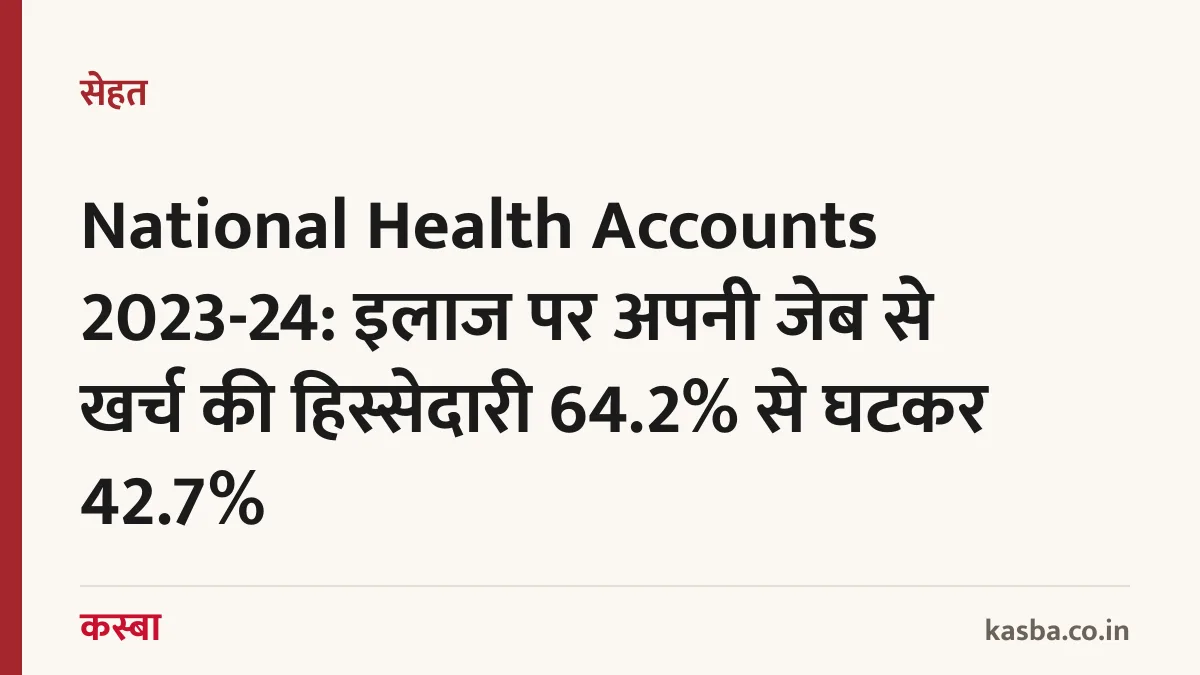 सेहत
National Health Accounts
2023-24: इलाज पर अपनी जेब से
खर्च की हिस्सेदारी 64.2% से घटकर
42.7%
कस्बा
kasba.co.in